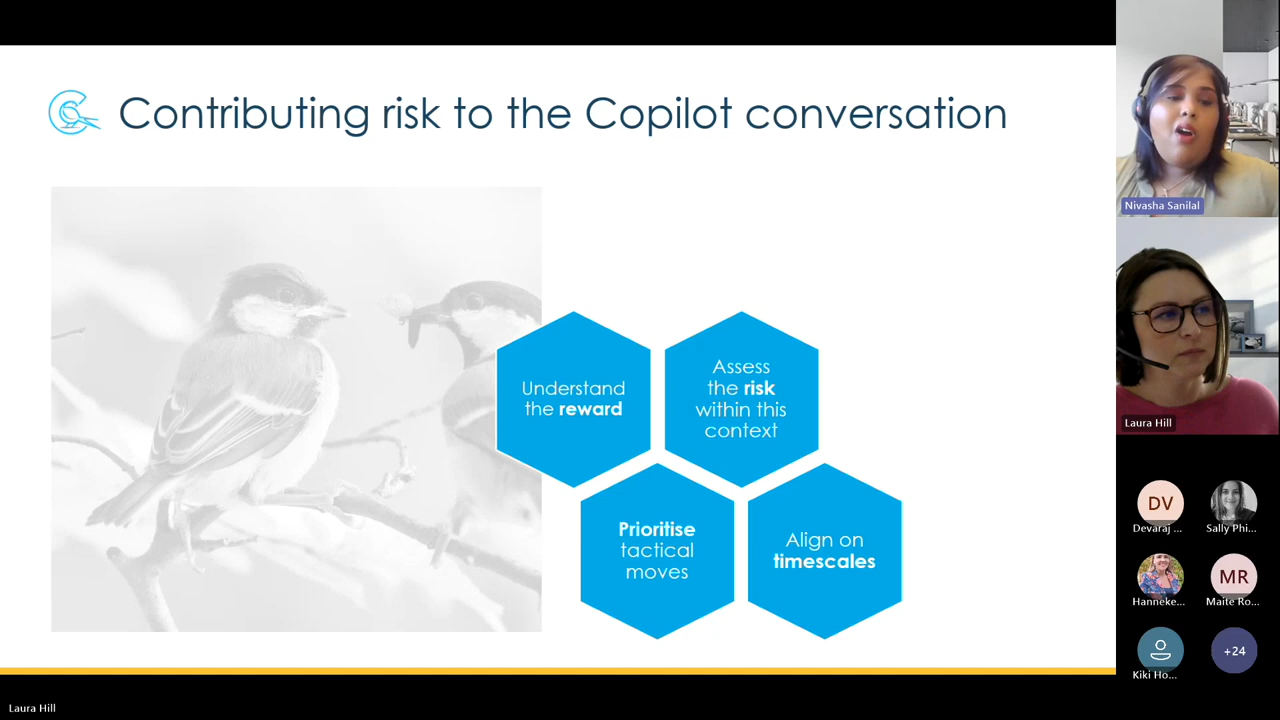 Contributing risk to the Copilot conversation
Understand
the reward
Assess
the risk
within this
context
Prioritise
tactical
moves
Align on
timescales
Nivasha Sanilal
Laura Hill
DV
Devaraj ...
Sally Phi...
Hanneke...
MR
Maite Ro...
Kiki Ho...
+24
Laura Hill